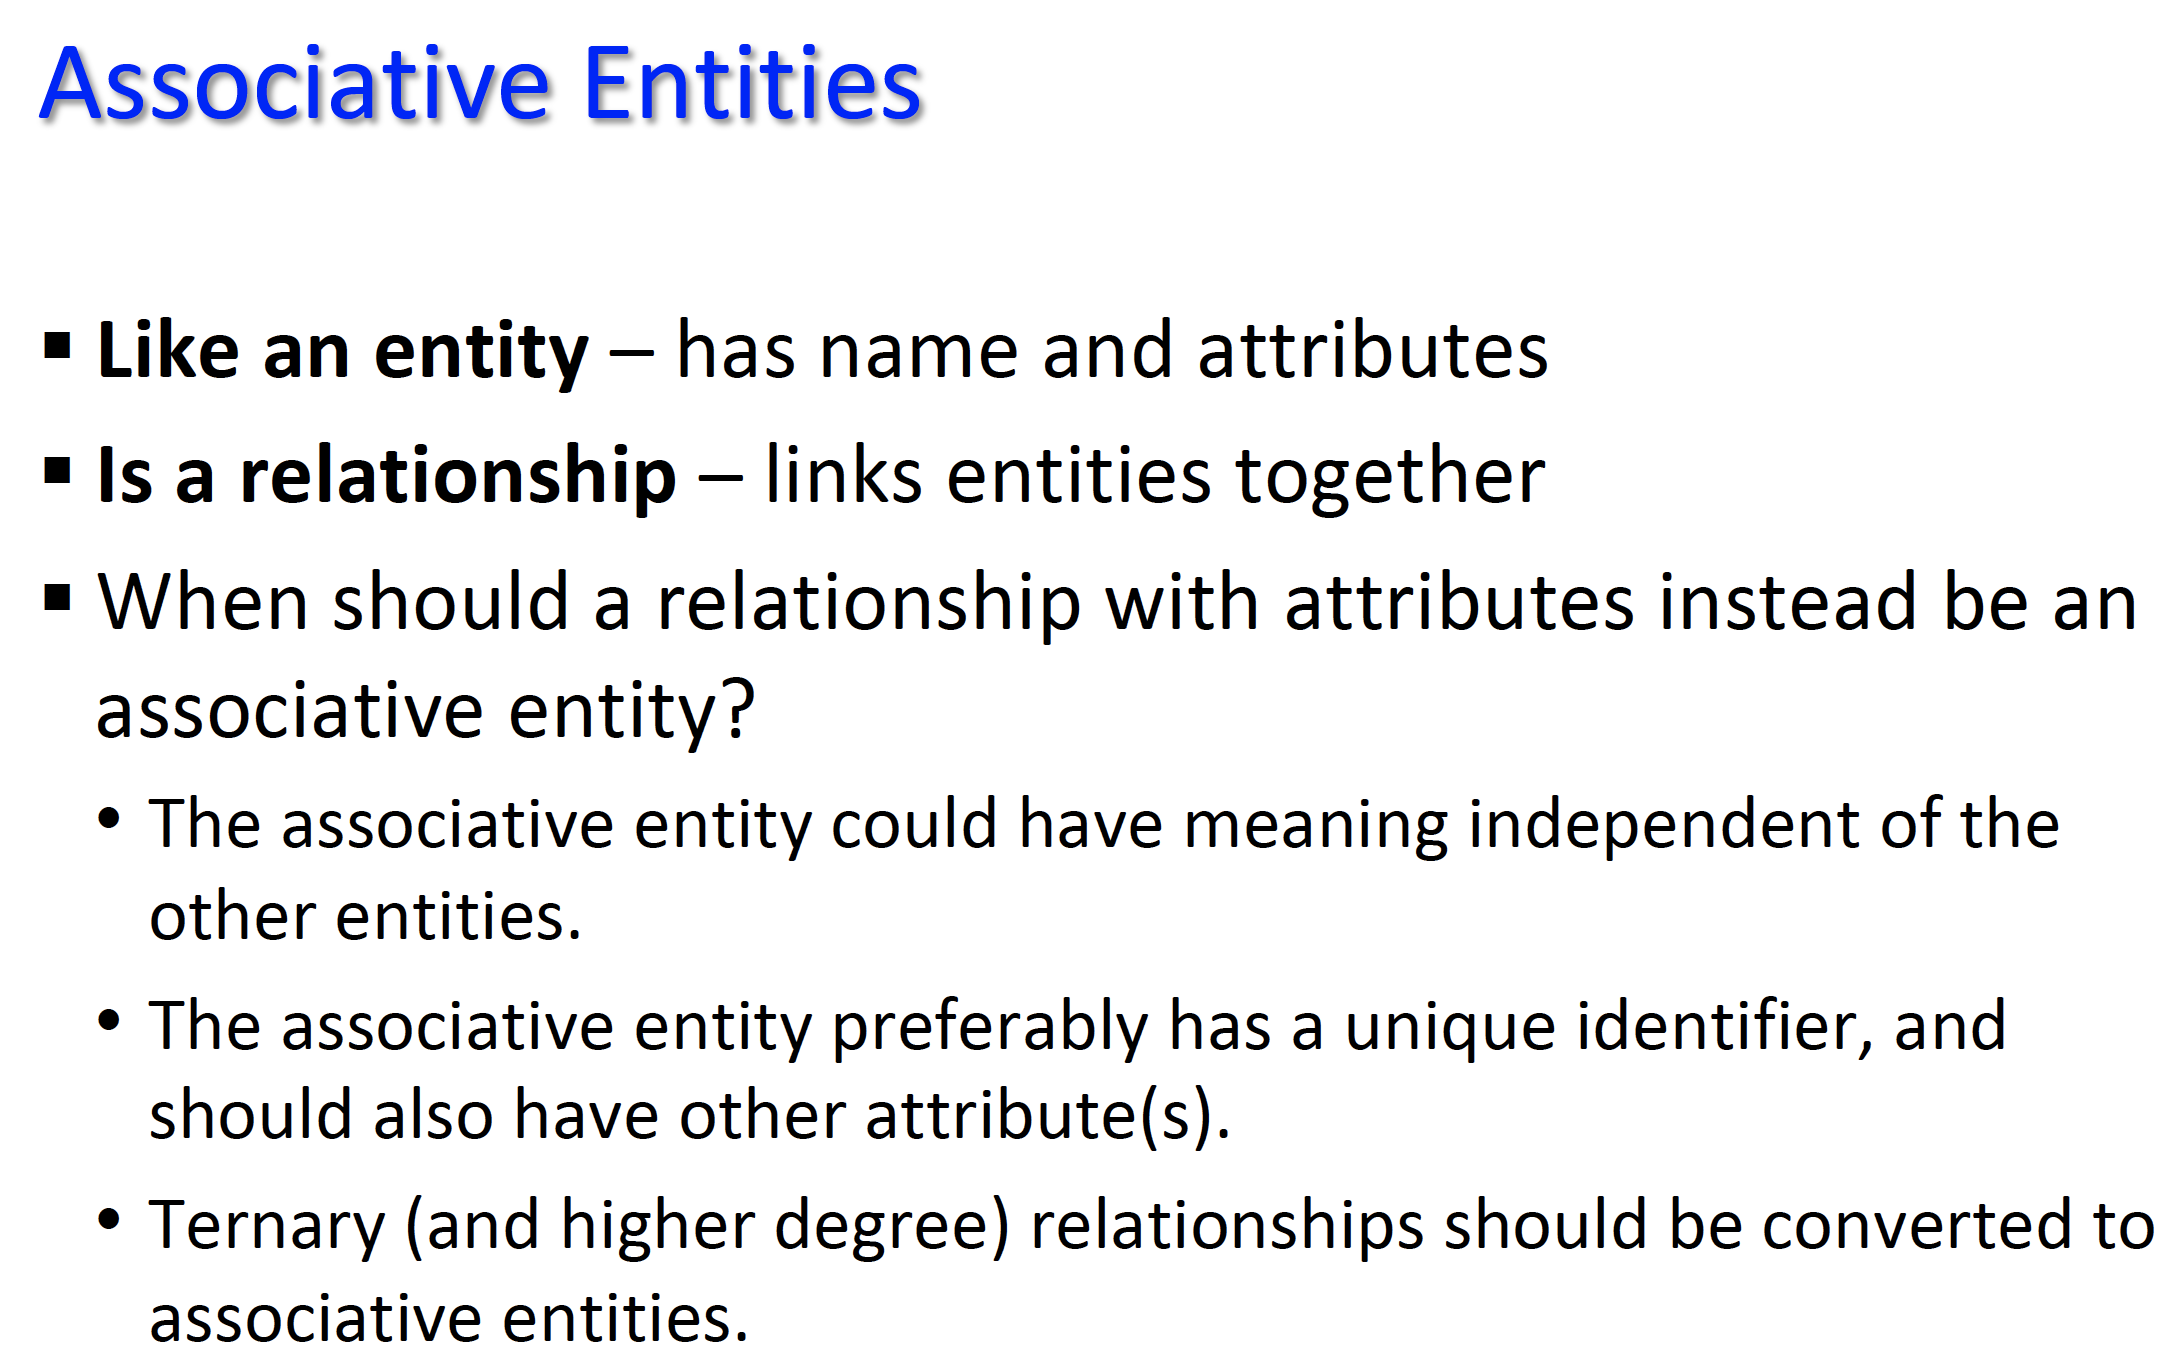 Associative Entities
▪ Like an entity – has name and attributes
▪ Is a relationship – links entities together
▪ When should a relationship with attributes instead be an
associative entity?
• The associative entity could have meaning independent of the
other entities.
• The associative entity preferably has a unique identifier, and
should also have other attribute(s).
• Ternary (and higher degree) relationships should be converted to
associative entities.